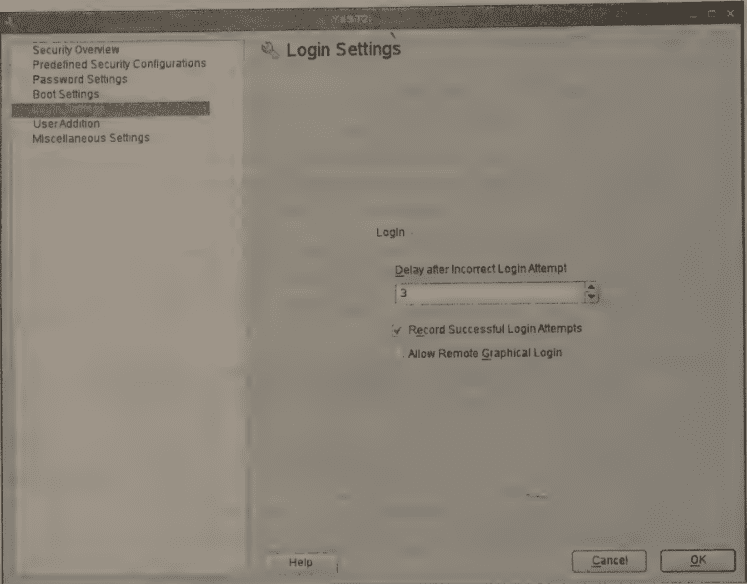 YaST2
Security Overview
Predefined Security Configurations
Password Settings
Boot Settings
User Addition
Miscellaneous Settings
Login Settings
Login
Delay after Incorrect Login Attempt
3
Record Successful Login Attempts
Allow Remote Graphical Login
Help
Cancel
OK